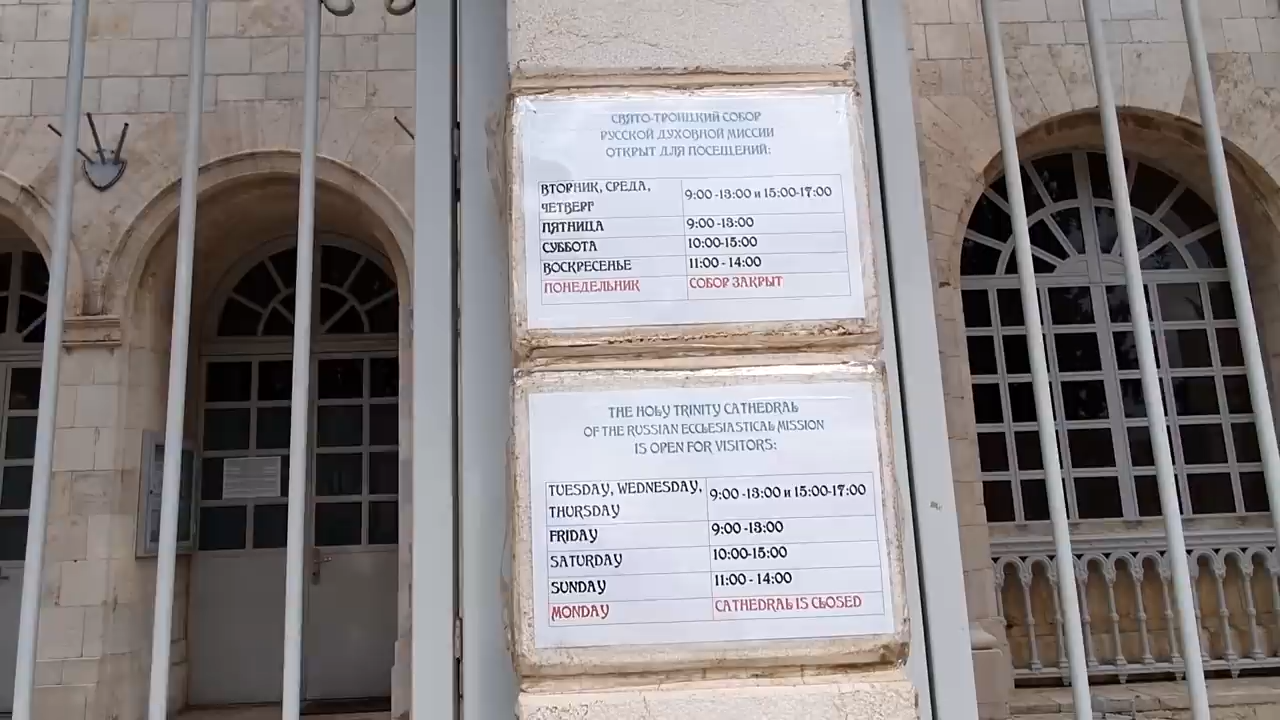 СВЯТО-ТРОИЦКИЙ СОБОР
РУССКОЙ ДУХОВНОЙ МИССИИ
ОТКРЫТ ДЛЯ ПОСЕЩЕНИЙ:
ВТОРНИК, СРЕДА,
ЧЕТВЕРГ
9:00 -13:00 и 15:00-17:00
ПЯТНИЦА 9:00 -13:00
СУББОТА 10:00-15:00
ВОСКРЕСЕНЬЕ 11:00 - 14:00
ПОНЕДЕЛЬНИК СОБОР ЗАКРЫТ
THE HOLY TRINITY CATHEDRAL
OF THE RUSSIAN ECCLESIASTICAL MISSION
IS OPEN FOR VISITORS:
TUESDAY, WEDNESDAY,
THURSDAY
9:00 -13:00 и 15:00-17:00
FRIDAY 9:00 -13:00
SATURDAY 10:00-15:00
SUNDAY 11:00 - 14:00
MONDAY CATHEDRAL IS CLOSED